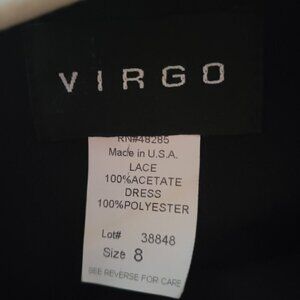 VIRGO
RN#48285
Made in U.S.A.
LACE
100%ACETATE
DRESS
100%POLYESTER
Lot# 38848
Size 8
SEE REVERSE FOR CARE